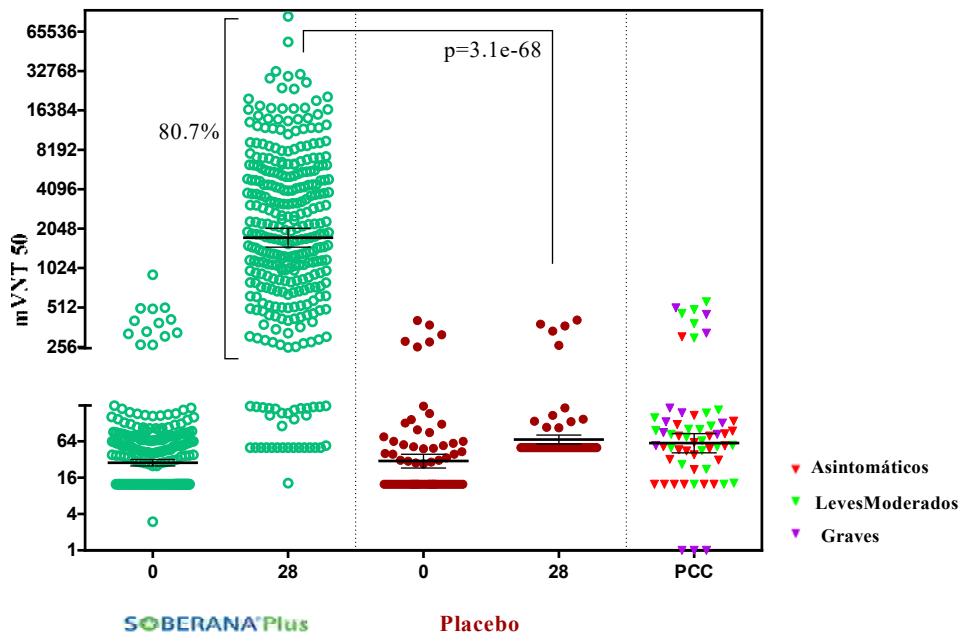 mVNT 50
65536
32768
16384
8192
4096
2048
1024
512
256
64
16
4
1
80.7%
p=3.1e-68
0
28
0
28
PCC
SOBERANA Plus
Placebo
Asintomáticos
LevesModerados
Graves